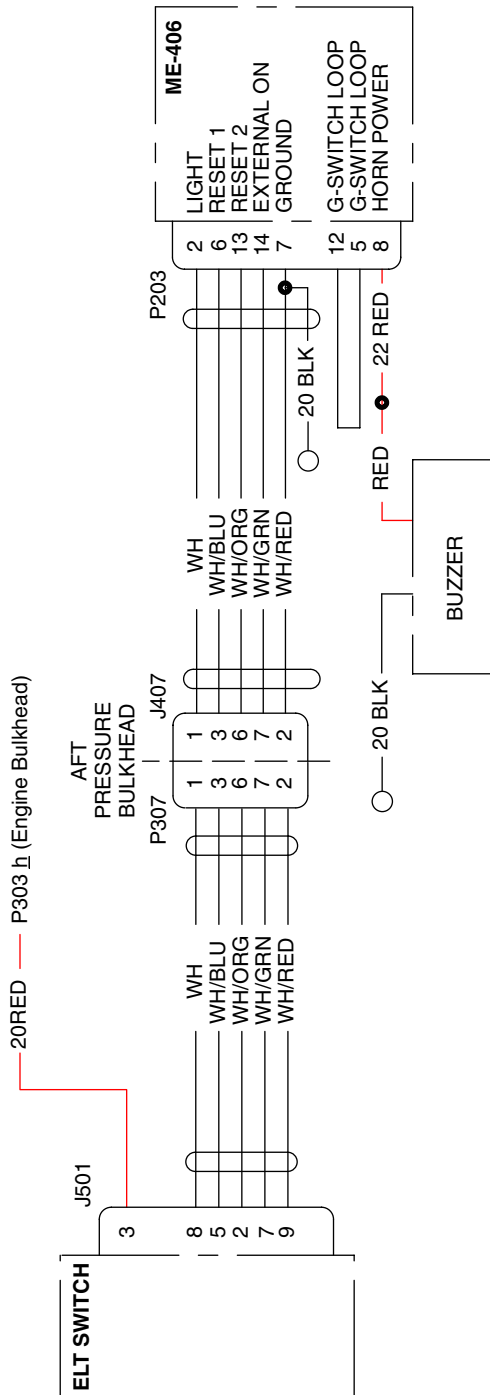 ME-406
2 LIGHT
6 RESET 1
13 RESET 2
14 EXTERNAL ON
7 GROUND
12 G-SWITCH LOOP
5 G-SWITCH LOOP
8 HORN POWER
P203
20 BLK
22 RED
RED
BUZZER
20 BLK
WH
WH/BLU
WH/ORG
WH/GRN
WH/RED
J407
AFT
PRESSURE
BULKHEAD
P307
1 1
3 3
6 6
7 7
2 2
20RED P303 h (Engine Bulkhead)
WH
WH/BLU
WH/ORG
WH/GRN
WH/RED
J501
3
8
5
2
7
9
ELT SWITCH